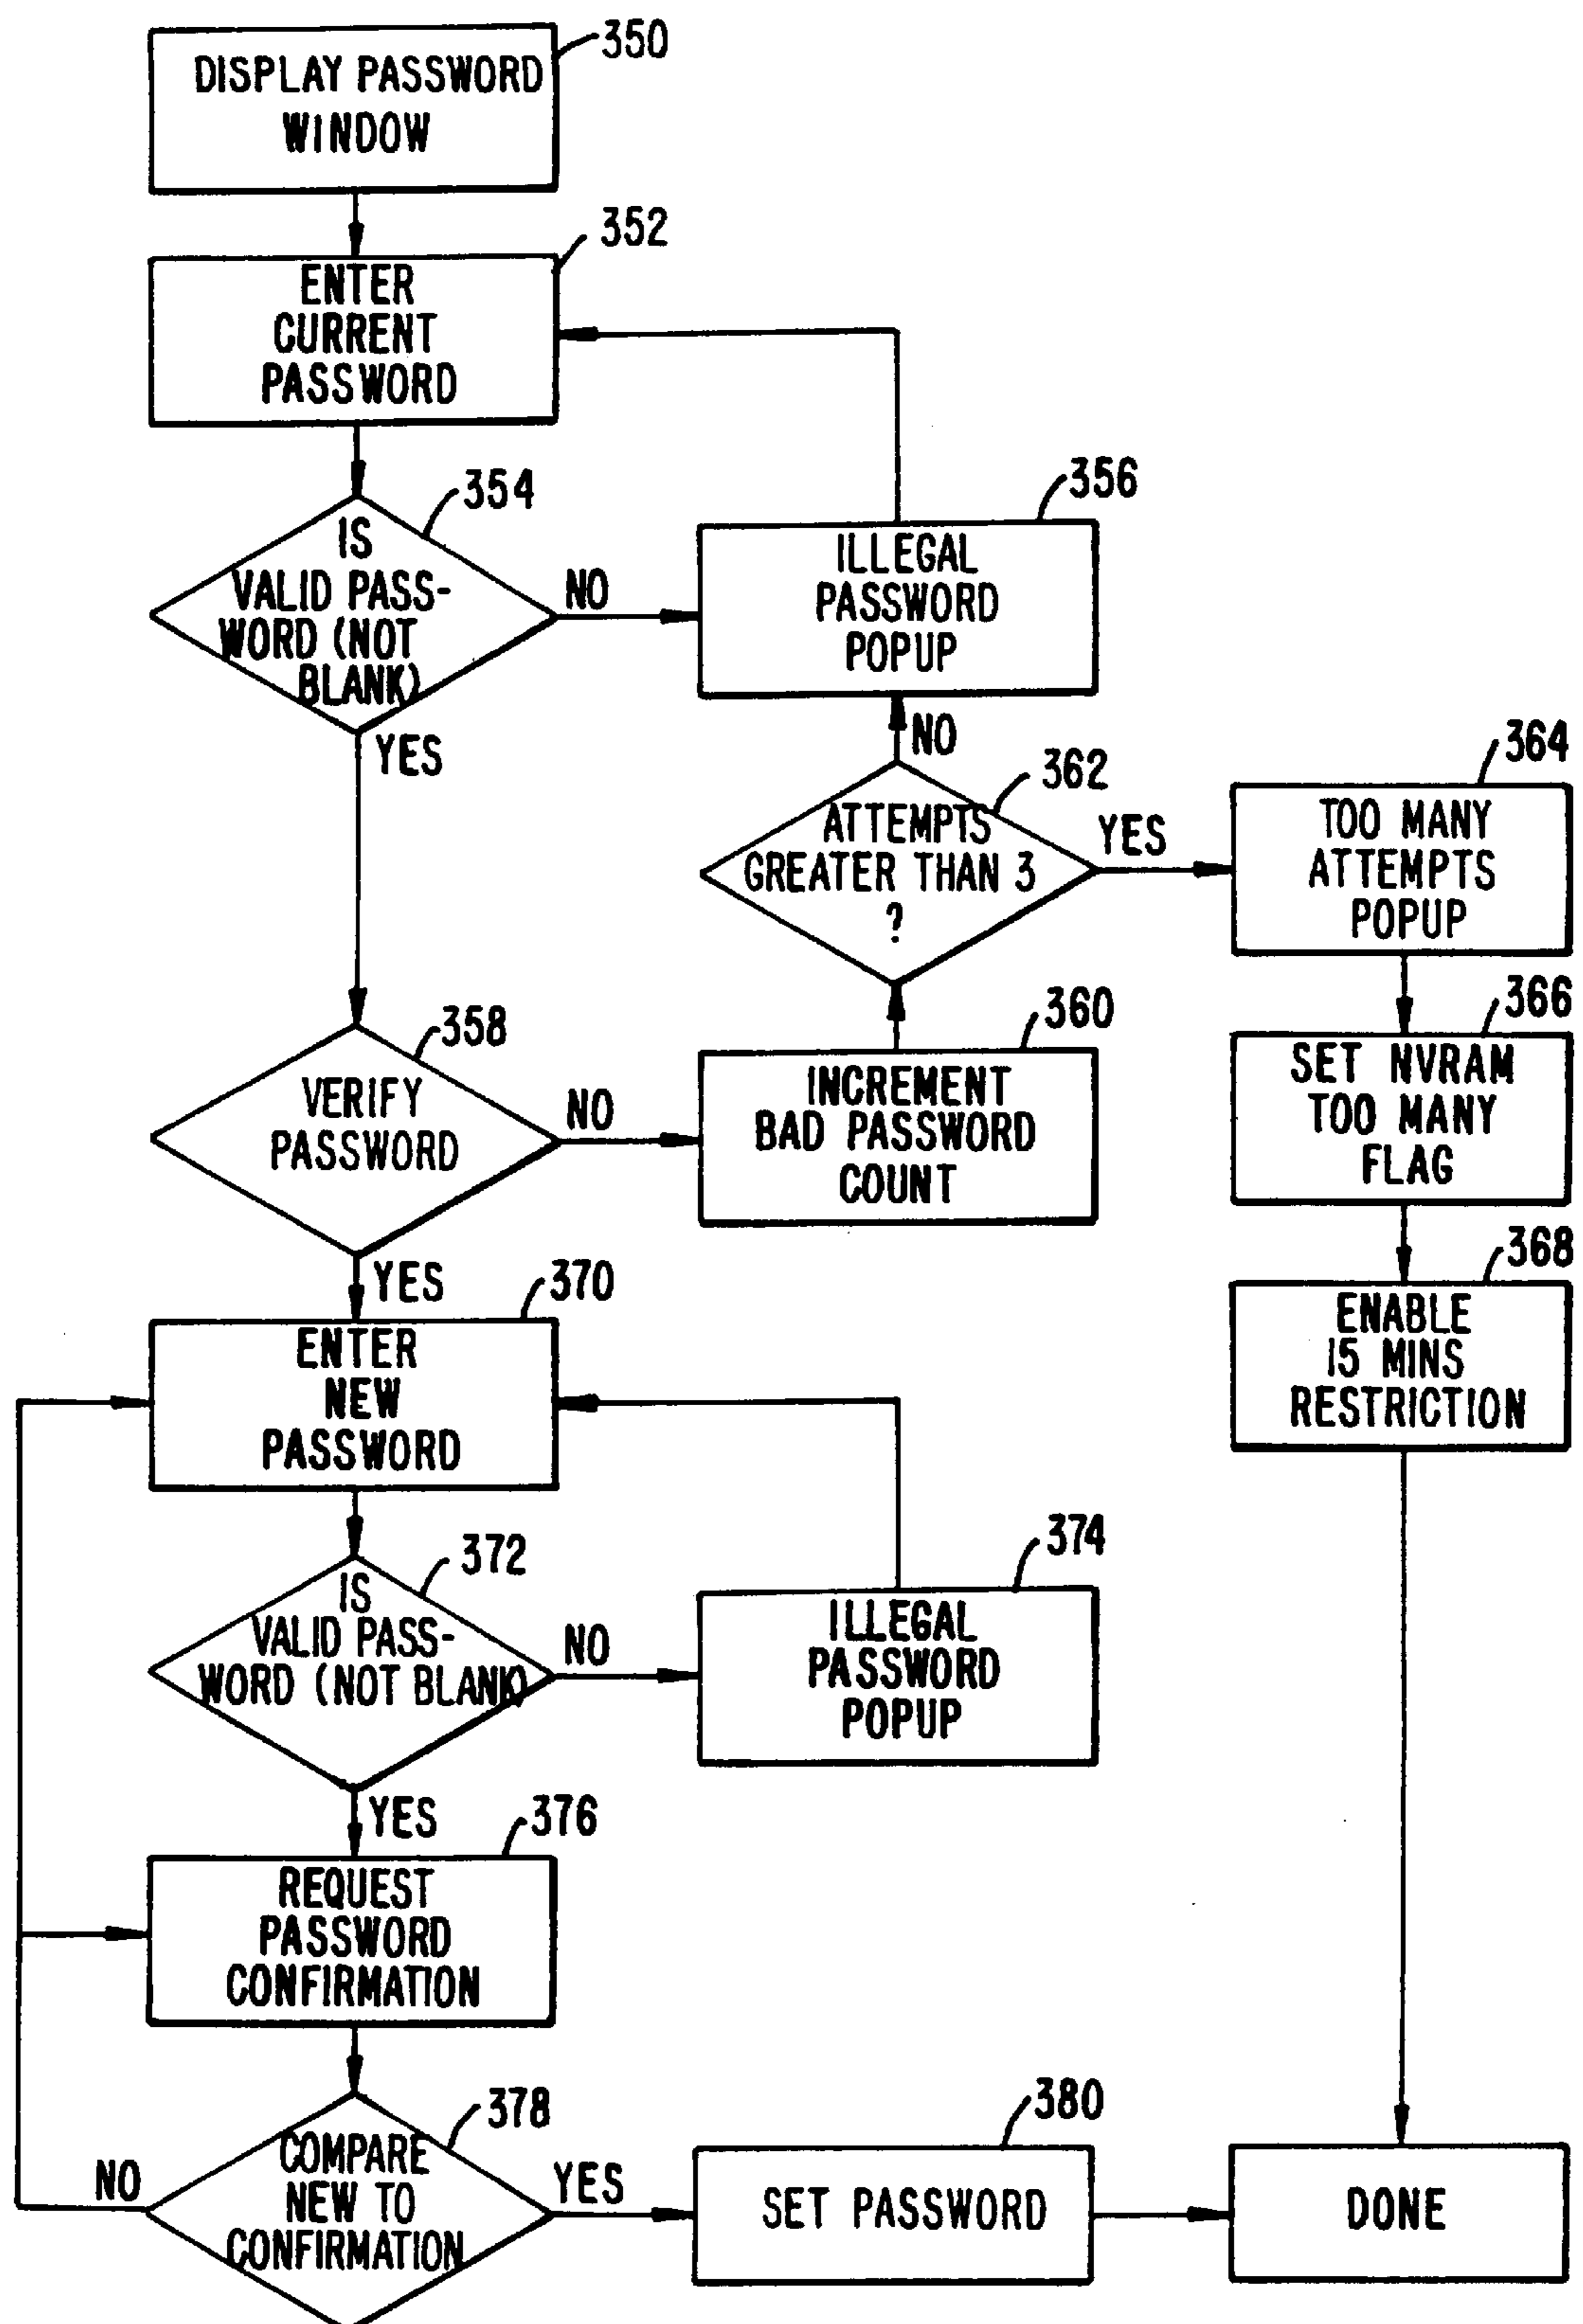 350
DISPLAY PASSWORD
WINDOW
352
ENTER
CURRENT
PASSWORD
354
IS
VALID PASS-
WORD (NOT
BLANK)
NO
YES
356
ILLEGAL
PASSWORD
POPUP
NO
362
ATTEMPTS
GREATER THAN 3
?
YES
364
TOO MANY
ATTEMPTS
POPUP
358
VERIFY
PASSWORD
NO
YES
360
INCREMENT
BAD PASSWORD
COUNT
366
SET NVRAM
TOO MANY
FLAG
368
ENABLE
15 MINS
RESTRICTION
370
ENTER
NEW
PASSWORD
372
IS
VALID PASS-
WORD (NOT BLANK)
NO
YES
374
ILLEGAL
PASSWORD
POPUP
376
REQUEST
PASSWORD
CONFIRMATION
378
COMPARE
NEW TO
CONFIRMATION
NO
YES
380
SET PASSWORD
DONE